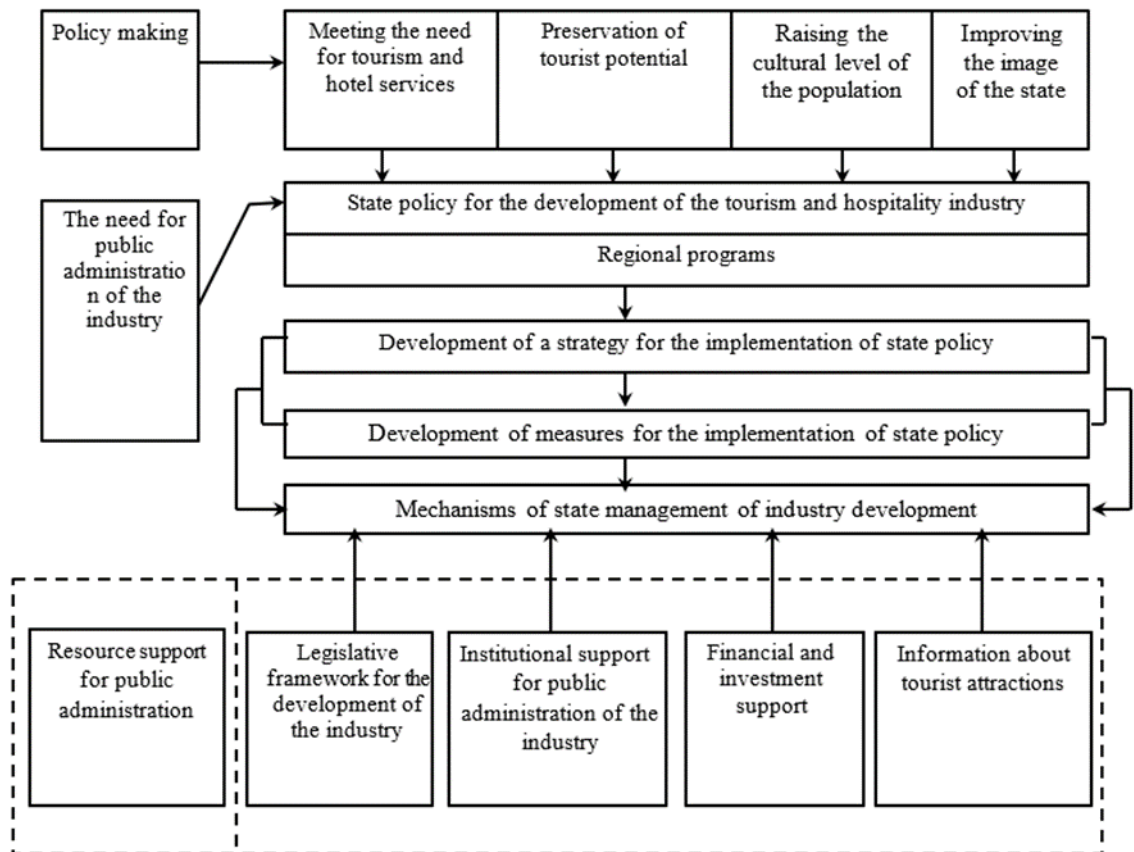 Policy making
Meeting the need
for tourism and
hotel services
Preservation of
tourist potential
Raising the
cultural level of
the population
Improving
the image
of the state
The need for
public
administratio
n of the
industry
State policy for the development of the tourism and hospitality industry
Regional programs
Development of a strategy for the implementation of state policy
Development of measures for the implementation of state policy
Mechanisms of state management of industry development
Resource support
for public
administration
Legislative
framework for the
development of
the industry
Institutional support
for public
administration of the
industry
Financial and
investment
support
Information about
tourist attractions